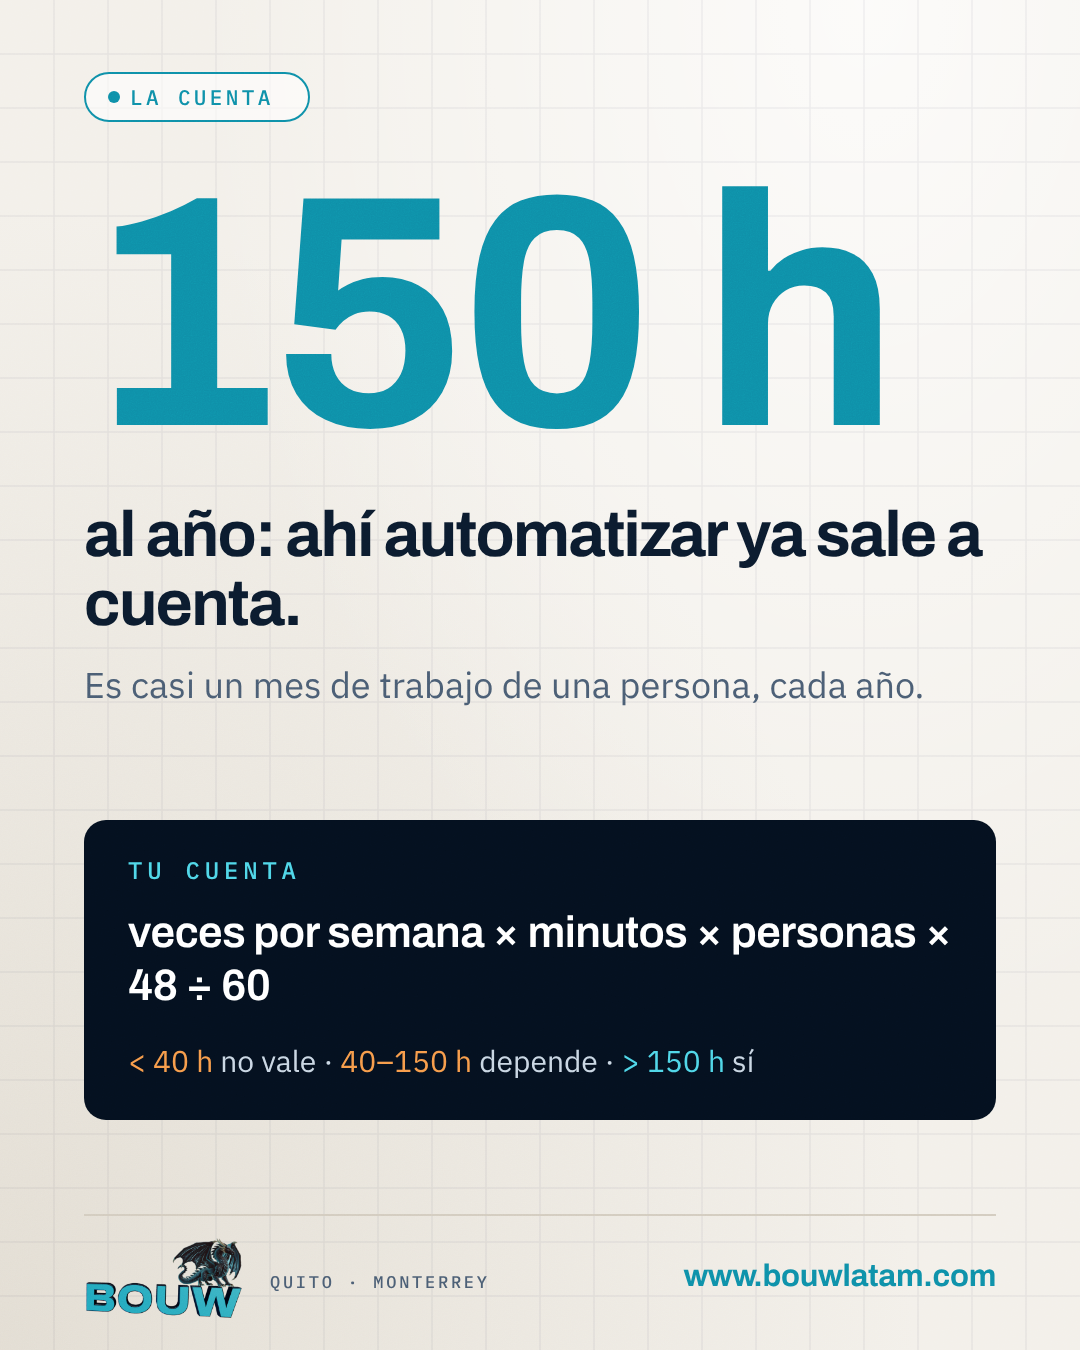 LA CUENTA
150 h
al año: ahí automatizar ya sale a
cuenta.
Es casi un mes de trabajo de una persona, cada año.
TU CUENTA
veces por semana × minutos × personas ×
48 ÷ 60
< 40 h no vale · 40–150 h depende · > 150 h sí
BOUW
QUITO · MONTERREY
www.bouwlatam.com